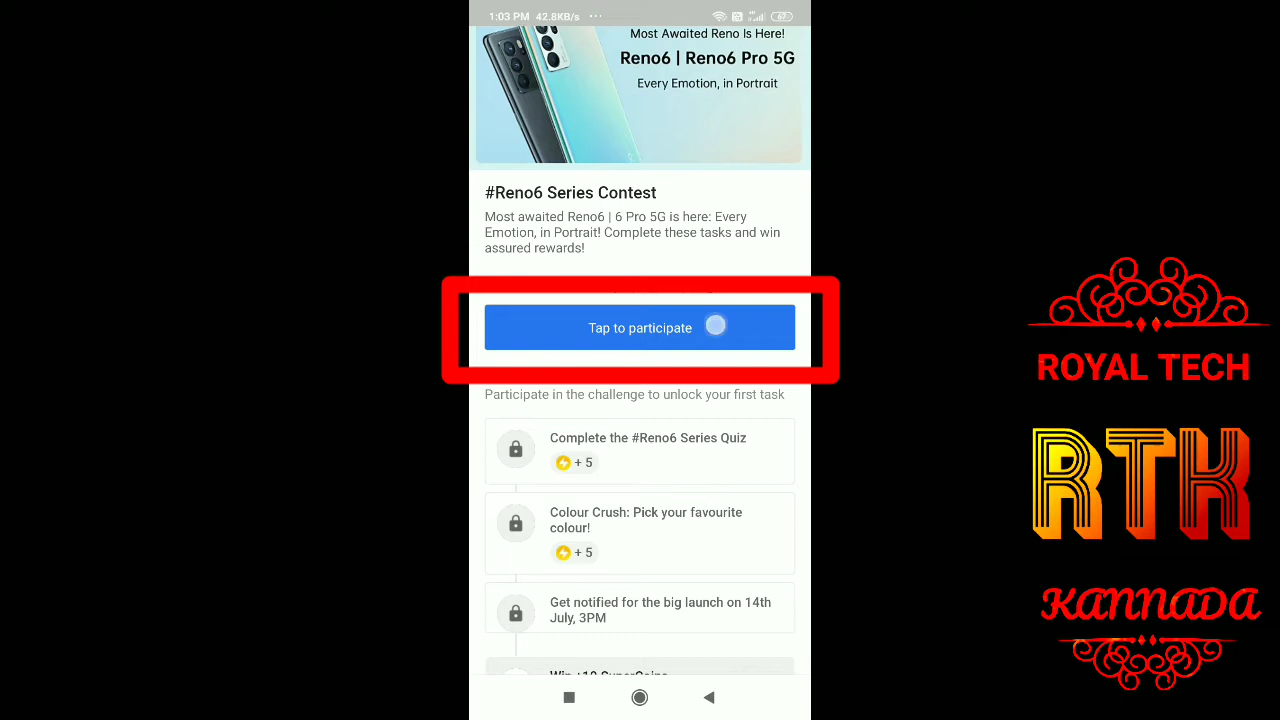 1:03 PM 42.8KB/s ...
67
Most Awaited Reno Is Here!
Reno6 | Reno6 Pro 5G
Every Emotion, in Portrait
#Reno6 Series Contest
Most awaited Reno6 | 6 Pro 5G is here: Every
Emotion, in Portrait! Complete these tasks and win
assured rewards!
Tap to participate
Participate in the challenge to unlock your first task
Complete the #Reno6 Series Quiz
+ 5
Colour Crush: Pick your favourite
colour!
+ 5
Get notified for the big launch on 14th
July, 3PM
ROYAL TECH
RTK
KANNADA